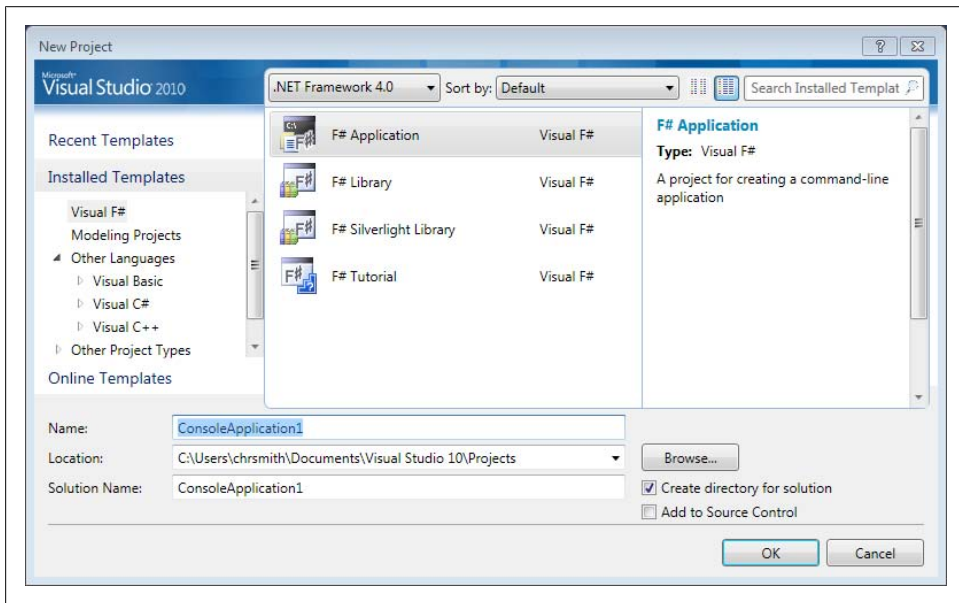 New Project
Microsoft
Visual Studio 2010
.NET Framework 4.0
Sort by: Default
Search Installed Templat
Recent Templates
Installed Templates
Visual F#
Modeling Projects
Other Languages
Visual Basic
Visual C#
Visual C++
Other Project Types
Online Templates
F# Application Visual F#
F# Library Visual F#
F# Silverlight Library Visual F#
F# Tutorial Visual F#
F# Application
Type: Visual F#
A project for creating a command-line
application
Name: ConsoleApplication1
Location: C:\Users\chrsmith\Documents\Visual Studio 10\Projects
Browse...
Solution Name: ConsoleApplication1
Create directory for solution
Add to Source Control
OK Cancel